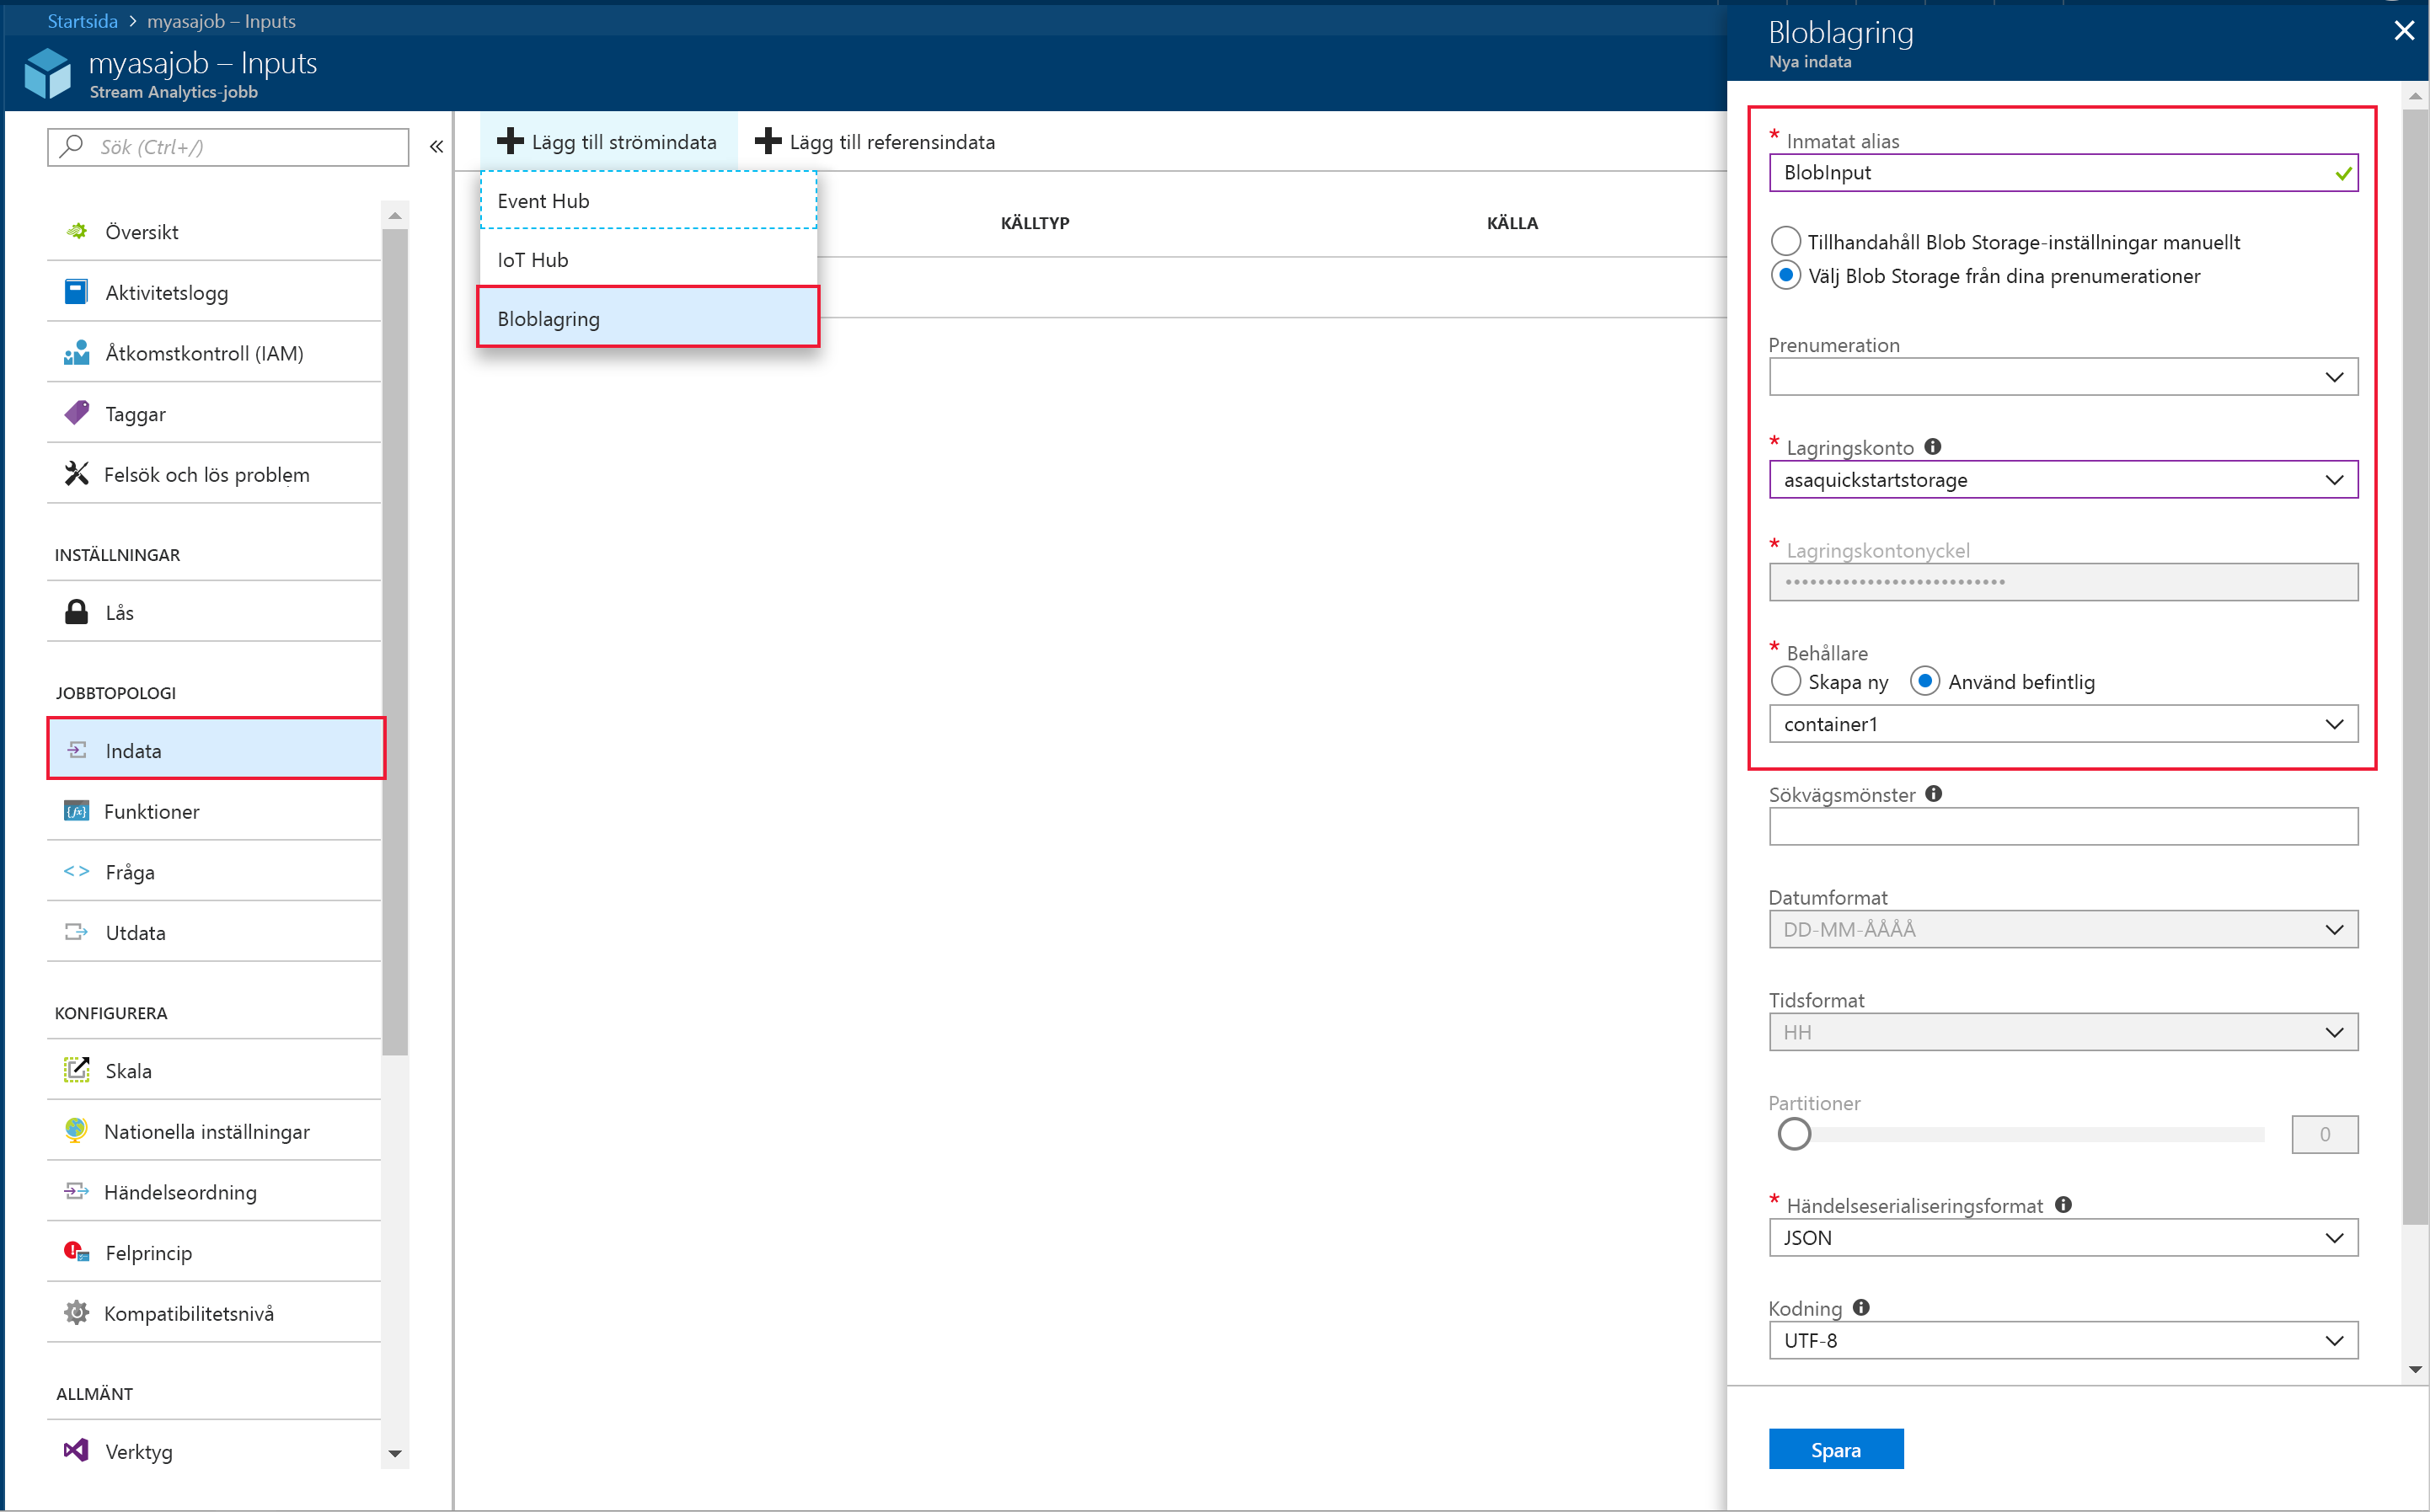 Startsida > myasajob – Inputs
myasajob – Inputs
Stream Analytics-jobb
Sök (Ctrl+/)
«
Översikt
Aktivitetslogg
Åtkomstkontroll (IAM)
Taggar
Felsök och lös problem
INSTÄLLNINGAR
Lås
JOBBTOPOLOGI
Indata
Funktioner
Fråga
Utdata
KONFIGURERA
Skala
Nationella inställningar
Händelseordning
Felprincip
Kompatibilitetsnivå
ALLMÄNT
Verktyg
Lägg till strömindata
Lägg till referensindata
Event Hub
IoT Hub
Bloblagring
KÄLLTYP
KÄLLA
Bloblagring
Nya indata
* Inmatat alias
BlobInput
Tillhandahåll Blob Storage-inställningar manuellt
Välj Blob Storage från dina prenumerationer
Prenumeration
* Lagringskonto
asaquickstartstorage
* Lagringskontonyckel
•••••••••••••••••••••••••••
* Behållare
Skapa ny Använd befintlig
container1
Sökvägsmönster
Datumformat
DD-MM-ÅÅÅÅ
Tidsformat
HH
Partitioner
0
* Händelseserialiseringsformat
JSON
Kodning
UTF-8
Spara